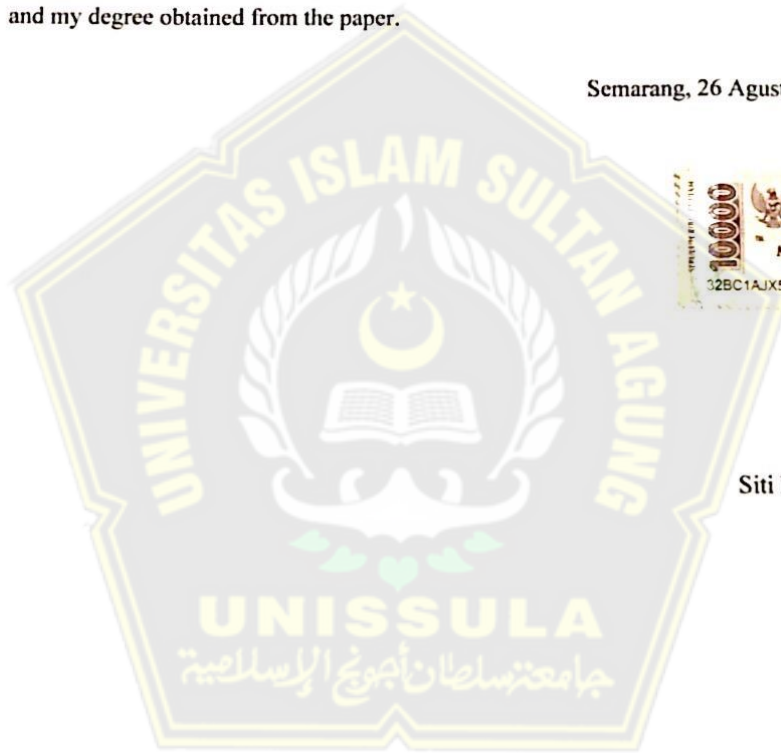 and my degree obtained from the paper.
Semarang, 26 Agust
UNIVERSITAS ISLAM SULTAN AGUNG
10000
32BC1AJX5
Siti
UNISSULA
جامعة سلطان أجونج الإسلامية